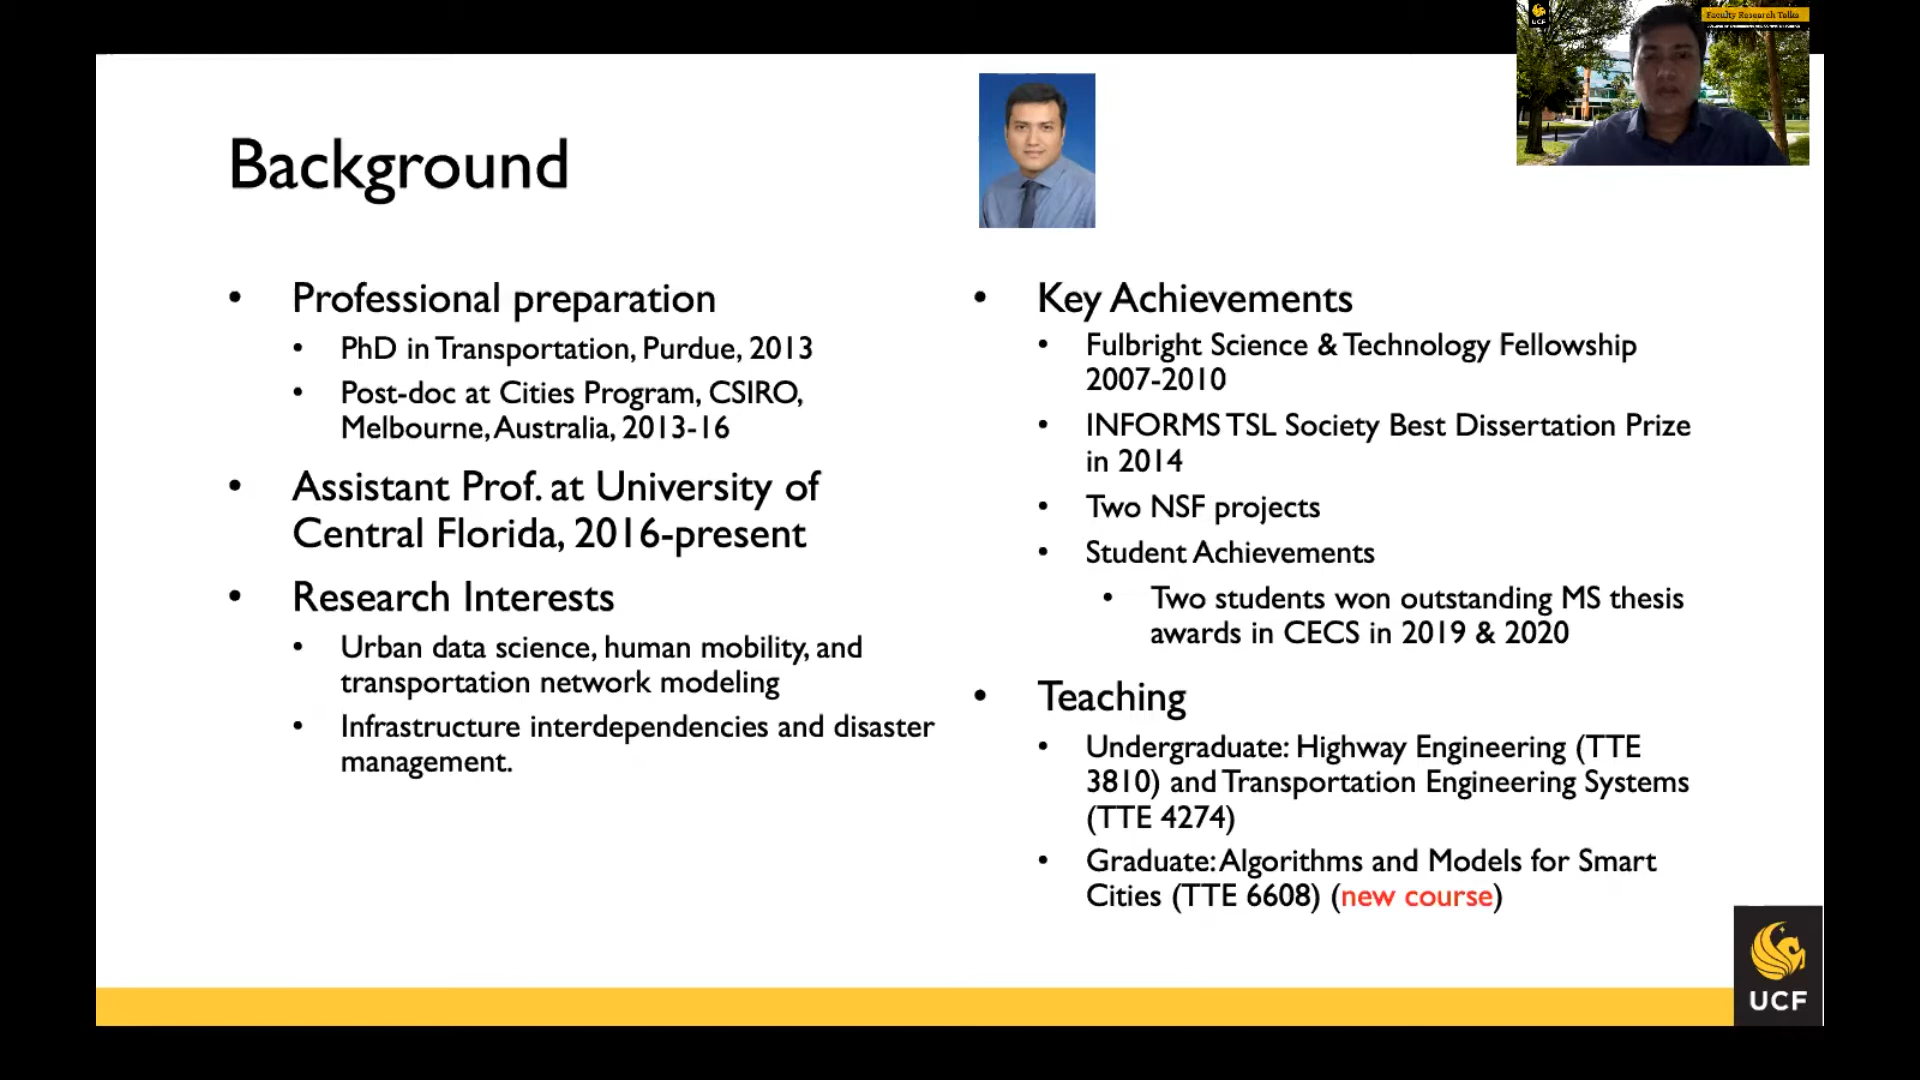 UCF
Faculty Research Talks
Background
• Professional preparation
• PhD in Transportation, Purdue, 2013
• Post-doc at Cities Program, CSIRO,
Melbourne, Australia, 2013-16
• Assistant Prof. at University of
Central Florida, 2016-present
• Research Interests
• Urban data science, human mobility, and
transportation network modeling
• Infrastructure interdependencies and disaster
management.
• Key Achievements
• Fulbright Science & Technology Fellowship
2007-2010
• INFORMS TSL Society Best Dissertation Prize
in 2014
• Two NSF projects
• Student Achievements
• Two students won outstanding MS thesis
awards in CECS in 2019 & 2020
• Teaching
• Undergraduate: Highway Engineering (TTE
3810) and Transportation Engineering Systems
(TTE 4274)
• Graduate: Algorithms and Models for Smart
Cities (TTE 6608) (new course)
UCF